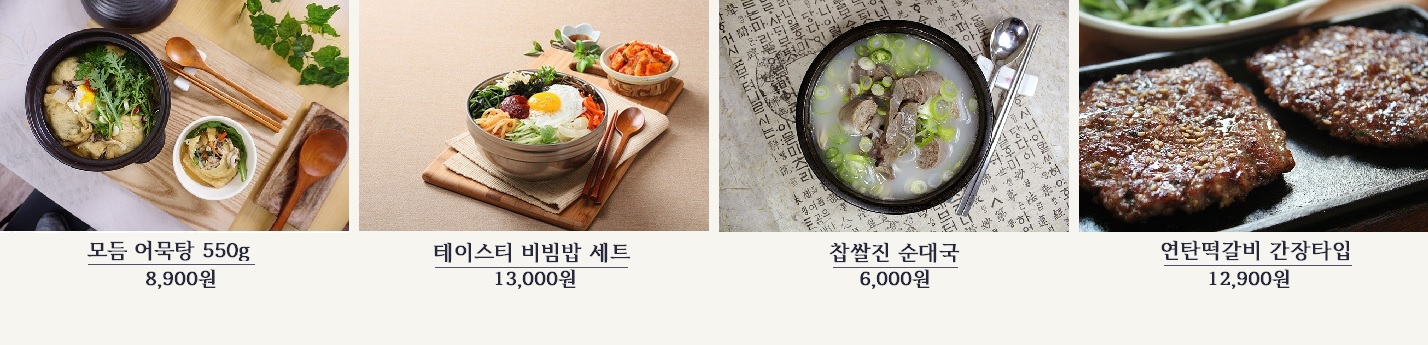 모듬 어묵탕 550g
8,900원
테이스티 비빔밥 세트
13,000원
찹쌀진 순대국
6,000원
연탄떡갈비 간장타입
12,900원